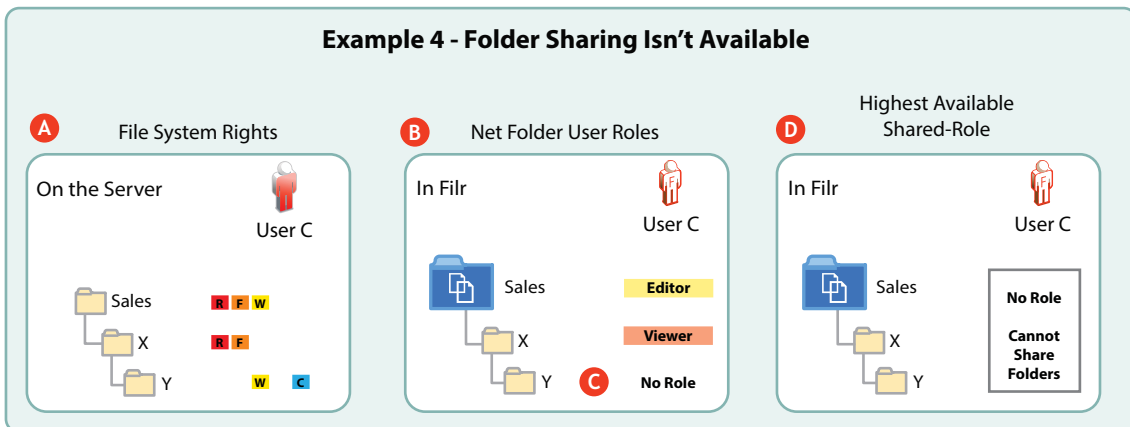 Example 4 - Folder Sharing Isn't Available
A File System Rights
On the Server
User C
Sales R F W
X R F
Y W C
B Net Folder User Roles
In Filr
F
User C
Sales Editor
X Viewer
Y C No Role
D Highest Available
Shared-Role
In Filr
F
User C
Sales
X
Y
No Role
Cannot
Share
Folders